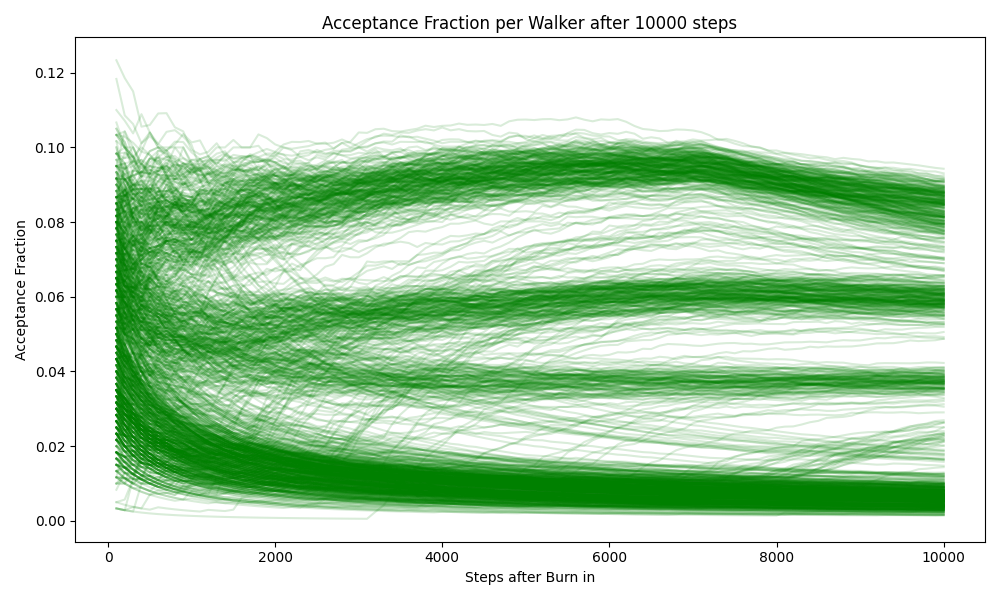 Acceptance Fraction per Walker after 10000 steps
0.12
0.10
0.08
0.06
0.04
0.02
0.00
Acceptance Fraction
0 2000 4000 6000 8000 10000
Steps after Burn in